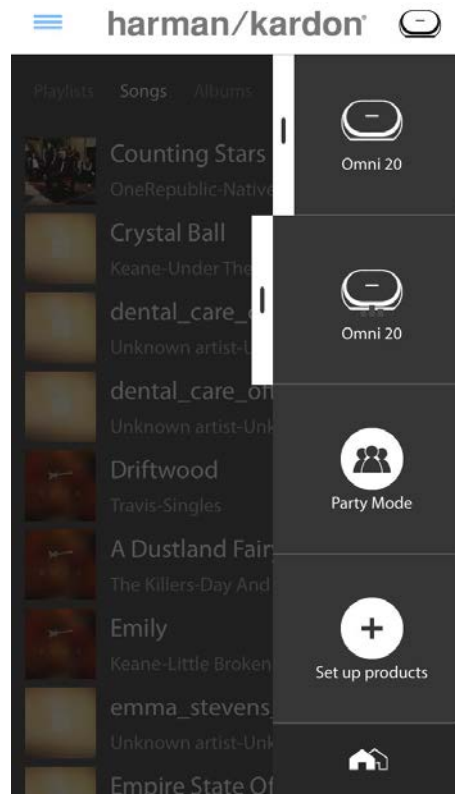 harman/kardon
Playlists Songs Albums
Counting Stars
OneRepublic-Native
Crystal Ball
Keane-Under The
dental_care_
Unknown artist-
dental_care_off
Unknown artist-Unk
Driftwood
Travis-Singles
A Dustland Fair
The Killers-Day And
Emily
Keane-Little Broken
emma_stevens_
Unknown artist-Unk
Empire State Of
Omni 20
Omni 20
Party Mode
Set up products